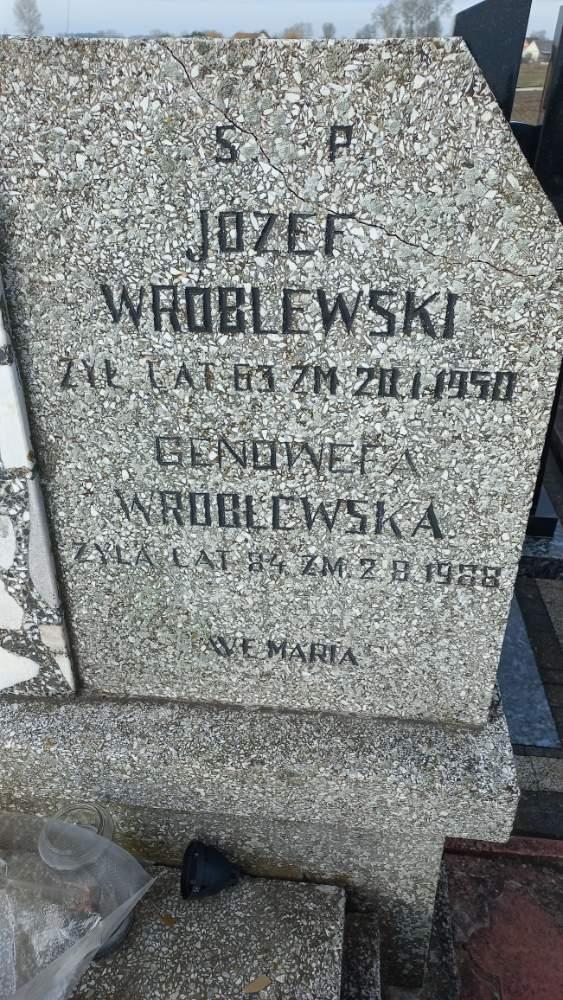 S. P
JOZEF
WROBLEWSKI
ŻYŁ LAT 63 ZM 20.1.1950
GENOWEFA
WROBLEWSKA
ŻYŁA LAT 84. ZM. 2 8 1988
AVE MARIA